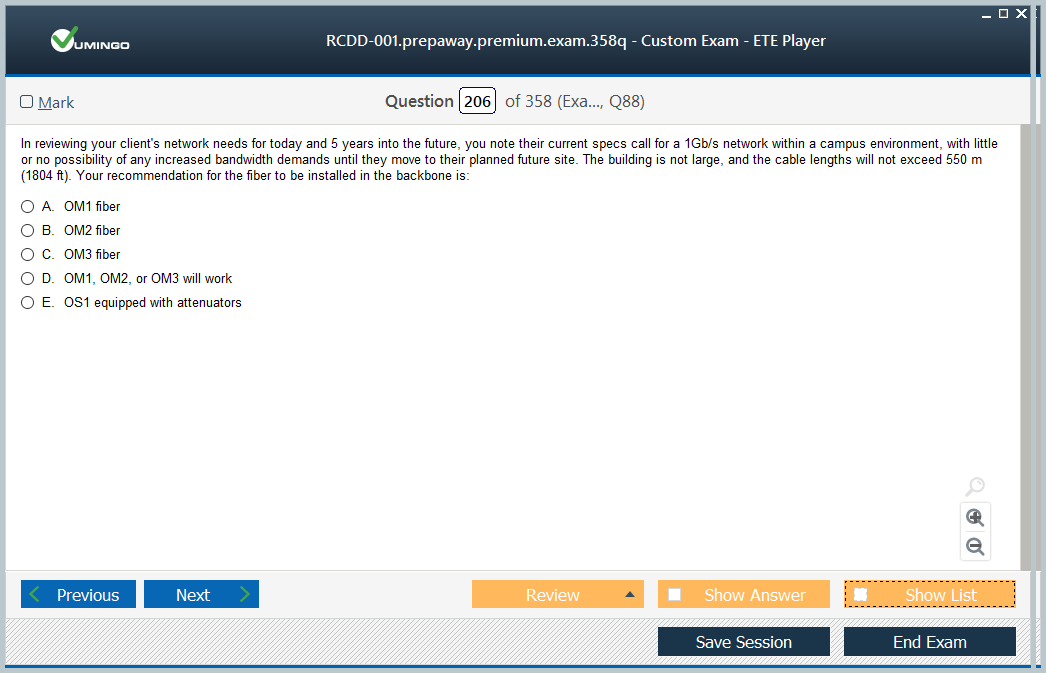 VUMINGO
RCDD-001.prepaway.premium.exam.358q - Custom Exam - ETE Player
Mark
Question 206 of 358 (Exa..., Q88)
In reviewing your client's network needs for today and 5 years into the future, you note their current specs call for a 1Gb/s network within a campus environment, with little
or no possibility of any increased bandwidth demands until they move to their planned future site. The building is not large, and the cable lengths will not exceed 550 m
(1804 ft). Your recommendation for the fiber to be installed in the backbone is:
A. OM1 fiber
B. OM2 fiber
C. OM3 fiber
D. OM1, OM2, or OM3 will work
E. OS1 equipped with attenuators
Previous Next Review Show Answer Show List
Save Session End Exam